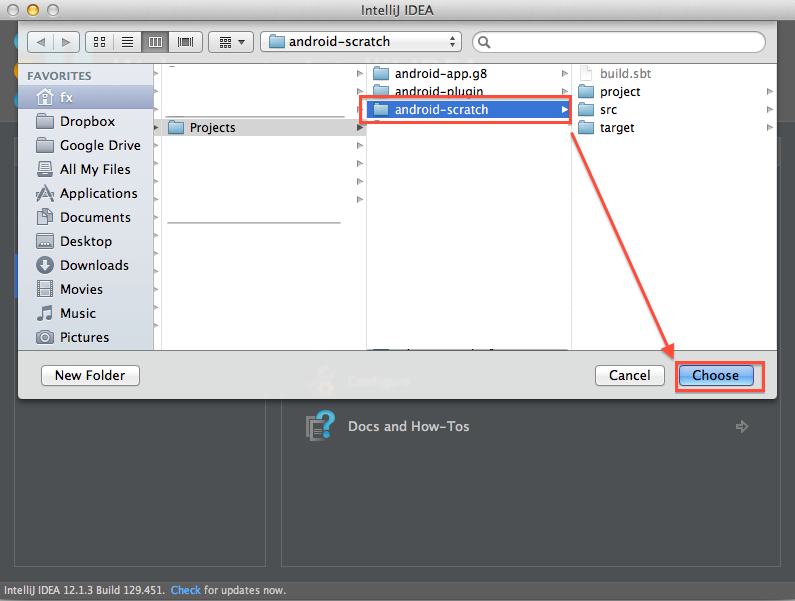 IntelliJ IDEA
android-scratch
FAVORITES
fx
Dropbox
Google Drive
All My Files
Applications
Documents
Desktop
Downloads
Movies
Music
Pictures
Projects
android-app.g8
android-plugin
android-scratch
build.sbt
project
src
target
New Folder
Cancel
Choose
Configure
Docs and How-Tos
IntelliJ IDEA 12.1.3 Build 129.451. Check for updates now.